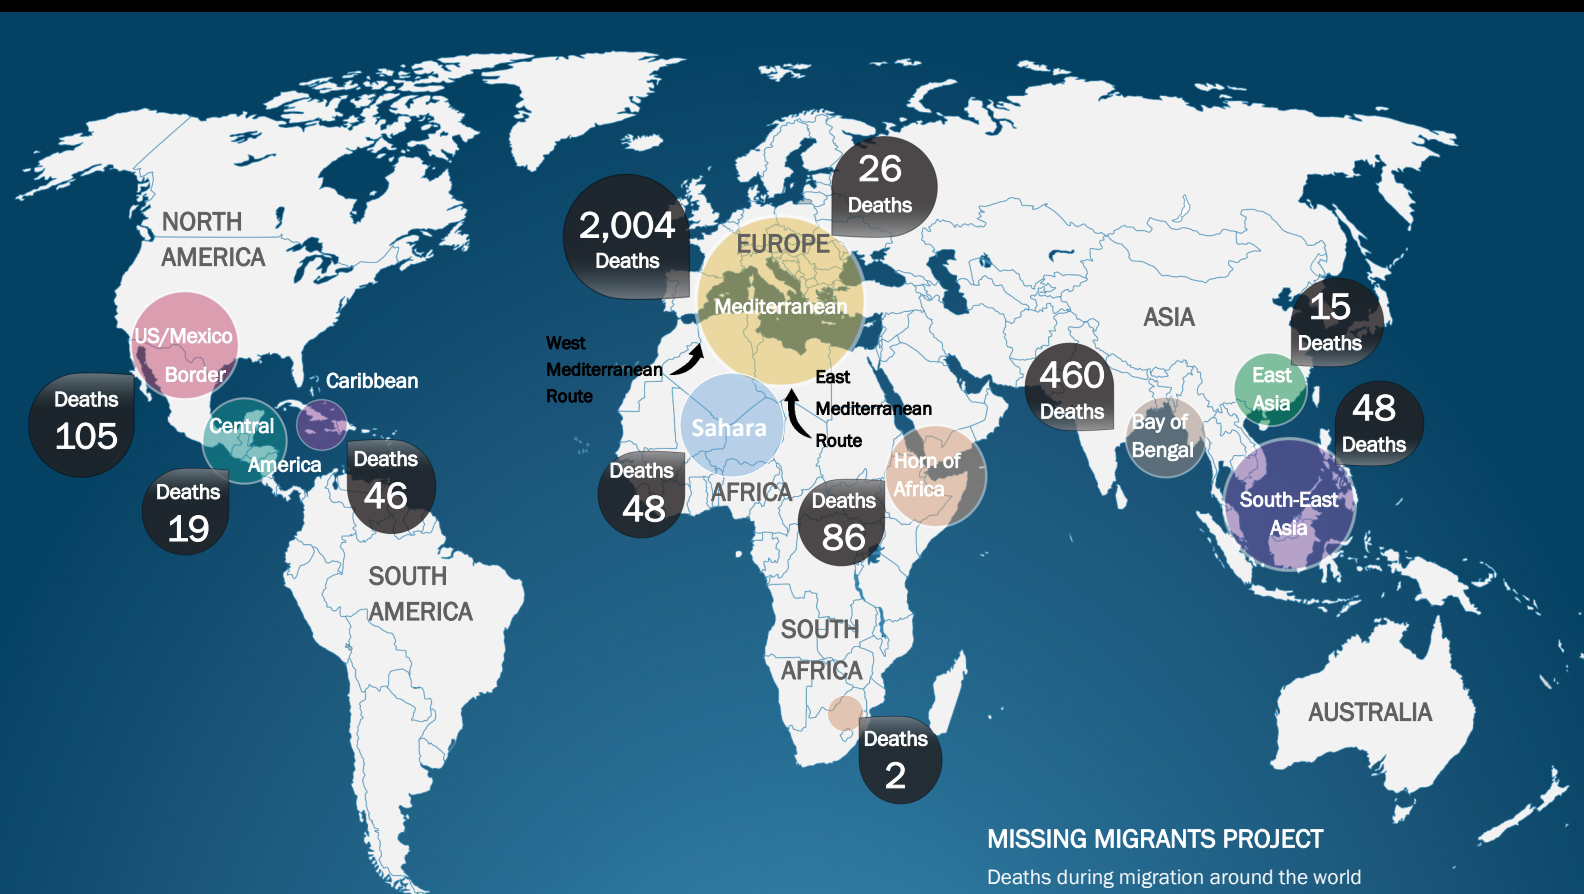 26
Deaths
2,004
Deaths
NORTH
AMERICA
EUROPE
Mediterranean
ASIA
15
Deaths
US/Mexico
Border
West
Mediterranean
Route
East
Mediterranean
Route
Caribbean
Deaths
105
Central
America
Sahara
460
Deaths
Bay of
Bengal
East
Asia
48
Deaths
Deaths
19
Deaths
46
Deaths
48
AFRICA
Horn of
Africa
Deaths
86
South-East
Asia
SOUTH
AMERICA
SOUTH
AFRICA
Deaths
2
AUSTRALIA
MISSING MIGRANTS PROJECT
Deaths during migration around the world